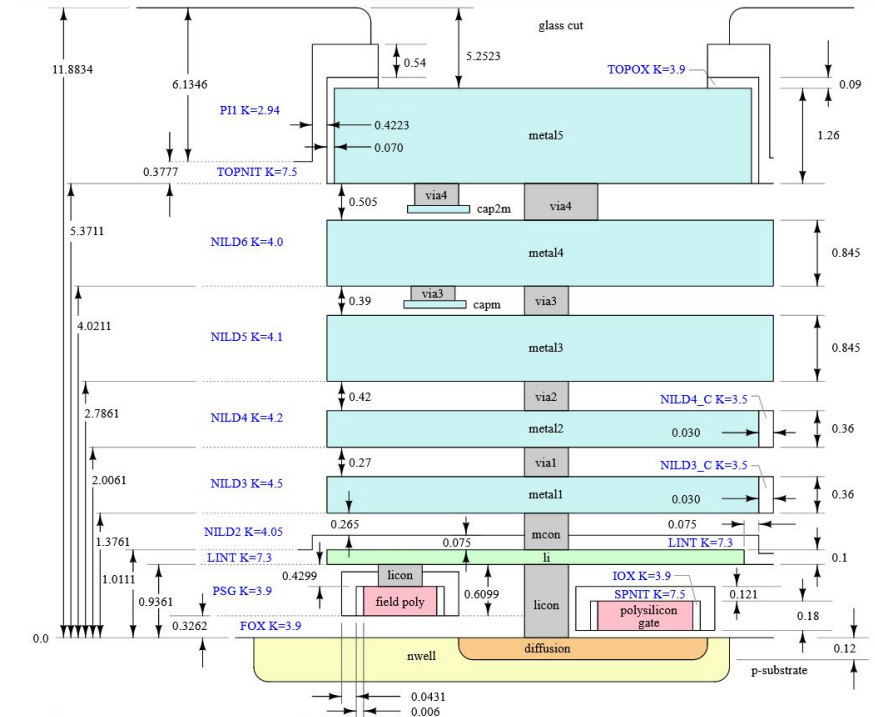 glass cut
11.8834
6.1346
0.54
5.2523
TOPOX K=3.9
0.09
PI1 K=2.94
0.4223
metal5
1.26
0.070
0.3777
TOPNIT K=7.5
via4
0.505
cap2m
via4
5.3711
NILD6 K=4.0
metal4
0.845
via3
0.39
capm
via3
4.0211
NILD5 K=4.1
metal3
0.845
via2
0.42
NILD4_C K=3.5
2.7861
NILD4 K=4.2
metal2
0.030
0.36
via1
0.27
NILD3_C K=3.5
2.0061
NILD3 K=4.5
metal1
0.030
0.36
0.265
mcon
0.075
NILD2 K=4.05
1.3761
0.075
LINT K=7.3
LINT K=7.3
li
0.1
1.0111
0.4299
licon
IOX K=3.9
PSG K=3.9
0.6099
SPNIT K=7.5
0.121
0.9361
field poly
licon
polysilicon
gate
0.18
0.3262
FOX K=3.9
0.0
nwell
diffusion
0.12
p-substrate
0.0431
0.006